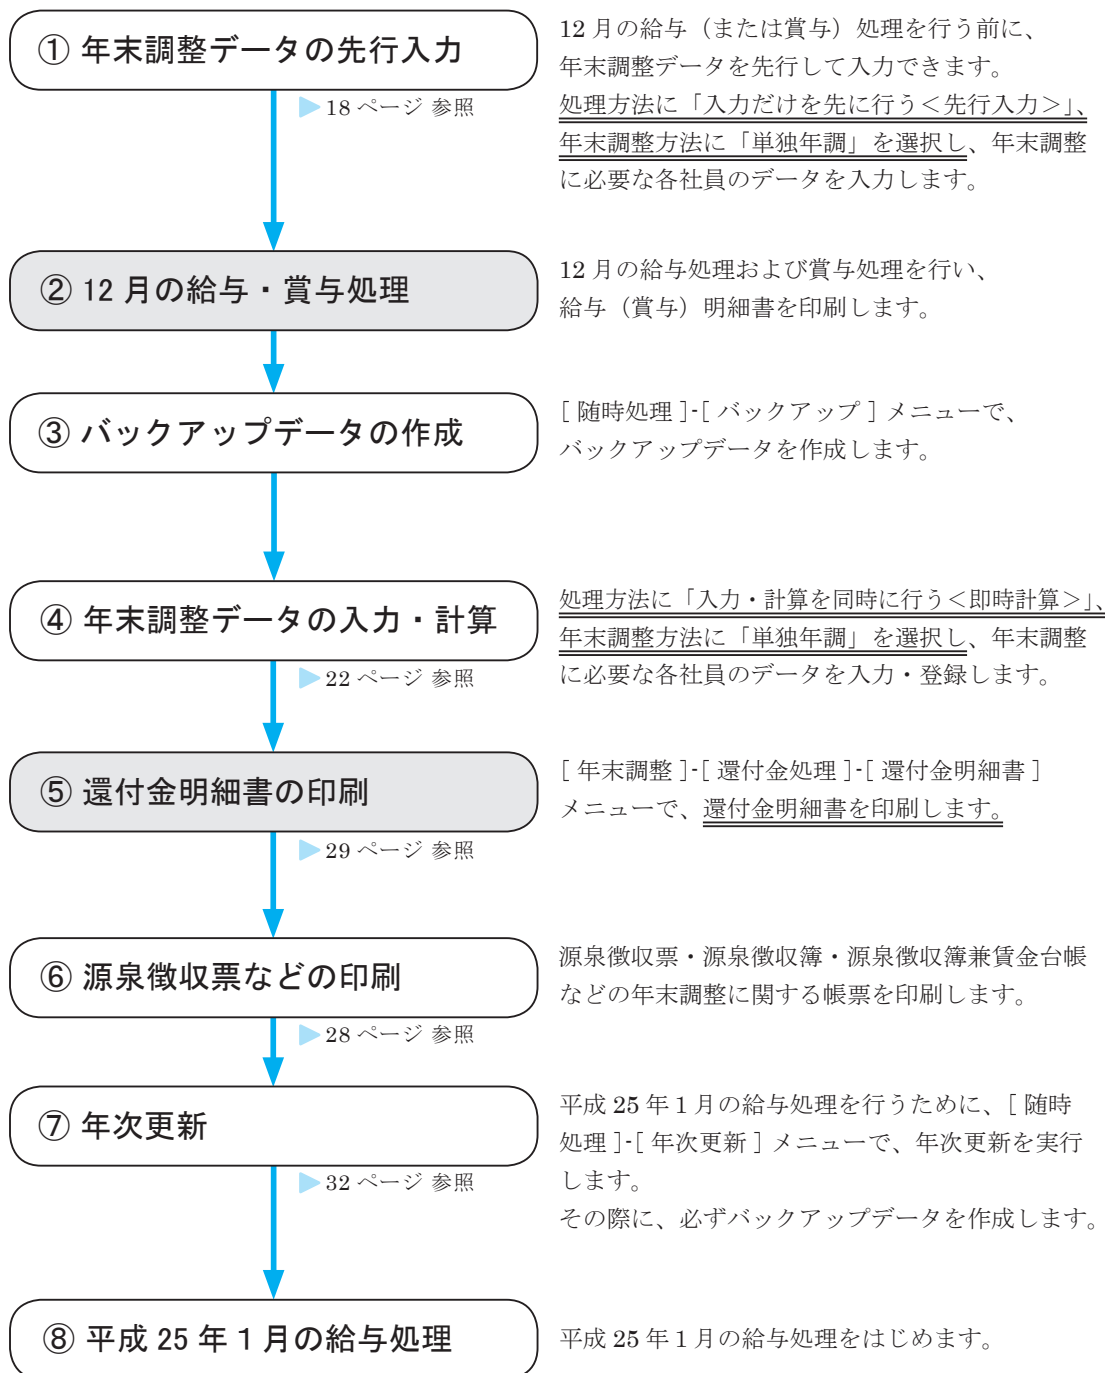 ① 年末調整データの先行入力
18 ページ 参照
12 月の給与（または賞与）処理を行う前に、
年末調整データを先行して入力できます。
処理方法に「入力だけを先に行う＜先行入力＞」、
年末調整方法に「単独年調」を選択し、年末調整
に必要な各社員のデータを入力します。
② 12 月の給与・賞与処理
12 月の給与処理および賞与処理を行い、
給与（賞与）明細書を印刷します。
③ バックアップデータの作成
[ 随時処理 ]-[ バックアップ ] メニューで、
バックアップデータを作成します。
④ 年末調整データの入力・計算
22 ページ 参照
処理方法に「入力・計算を同時に行う＜即時計算＞」、
年末調整方法に「単独年調」を選択し、年末調整
に必要な各社員のデータを入力・登録します。
⑤ 還付金明細書の印刷
29 ページ 参照
[ 年末調整 ]-[ 還付金処理 ]-[ 還付金明細書 ]
メニューで、還付金明細書を印刷します。
⑥ 源泉徴収票などの印刷
28 ページ 参照
源泉徴収票・源泉徴収簿・源泉徴収簿兼賃金台帳
などの年末調整に関する帳票を印刷します。
⑦ 年次更新
32 ページ 参照
平成 25 年 1 月の給与処理を行うために、[ 随時
処理 ]-[ 年次更新 ] メニューで、年次更新を実行
します。
その際に、必ずバックアップデータを作成します。
⑧ 平成 25 年 1 月の給与処理
平成 25 年 1 月の給与処理をはじめます。